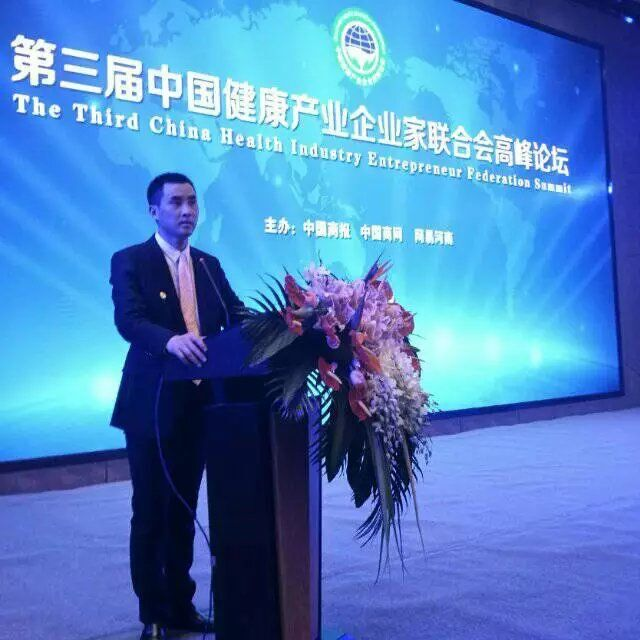 第三届中国健康产业企业家联合会高峰论坛
The Third China Health Industry Entrepreneur Federation Summit
主办：中国商报 中国商网 网易河南